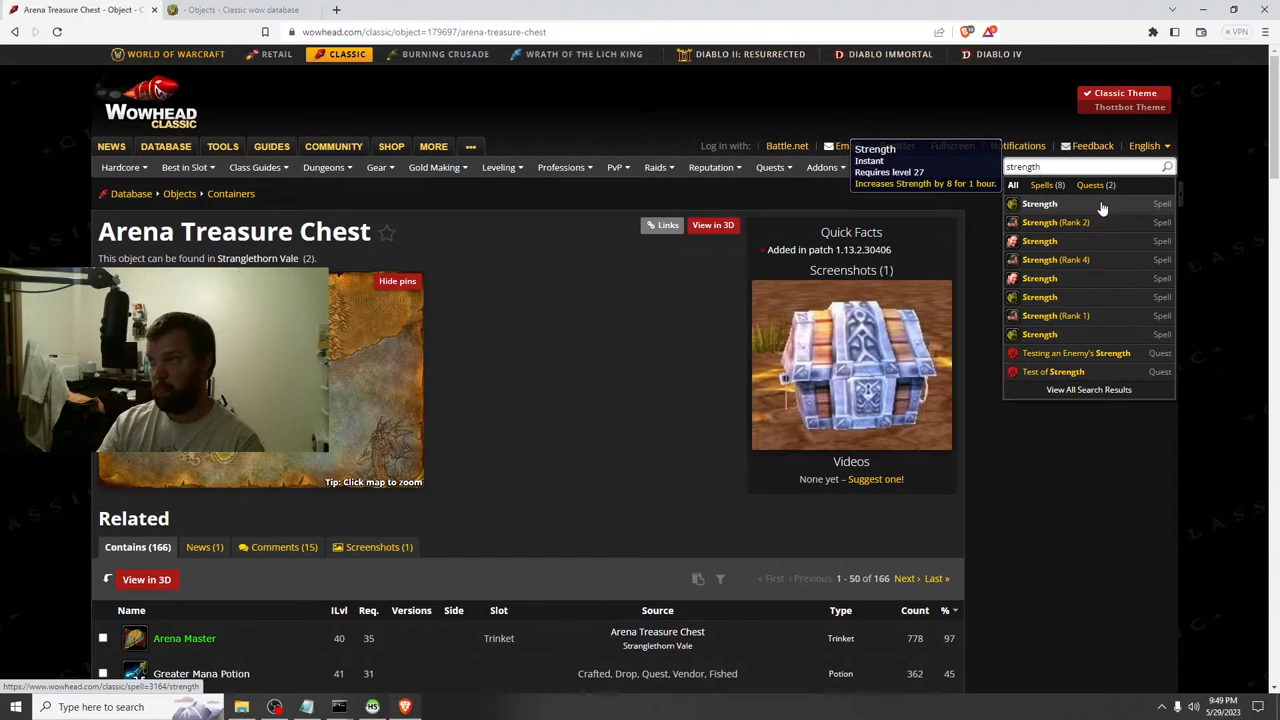 Arena Treasure Chest - Object - C
- Objects - Classic wow database
wowhead.com/classic/object=179697/arena-treasure-chest
VPN
WORLD OF WARCRAFT
RETAIL
CLASSIC
BURNING CRUSADE
WRATH OF THE LICH KING
DIABLO II: RESURRECTED
DIABLO IMMORTAL
DIABLO IV
Wowhead
CLASSIC
Classic Theme
Thottbot Theme
NEWS
DATABASE
TOOLS
GUIDES
COMMUNITY
SHOP
MORE
Log in with:
Battle.net
Fullscreen
Feedback
English
Hardcore
Best in Slot
Class Guides
Dungeons
Gear
Gold Making
Leveling
Professions
PvP
Raids
Reputation
Quests
Addons
Strength
Instant
Requires level 27
Increases Strength by 8 for 1 hour.
strength
All
Spells (8)
Quests (2)
Strength Spell
Strength (Rank 2) Spell
Strength Spell
Strength (Rank 4) Spell
Strength Spell
Strength Spell
Strength (Rank 1) Spell
Strength Spell
Testing an Enemy's Strength Quest
Test of Strength Quest
View All Search Results
Database
Objects
Containers
Arena Treasure Chest
Links
View in 3D
This object can be found in Stranglethorn Vale (2).
Hide pins
Tip: Click map to zoom
Quick Facts
Added in patch 1.13.2.30406
Screenshots (1)
Videos
None yet – Suggest one!
Related
Contains (166)
News (1)
Comments (15)
Screenshots (1)
View in 3D
« First ‹ Previous 1 - 50 of 166 Next › Last »
Name ILvl Req. Versions Side Slot Source Type Count %
Arena Master 40 35 Trinket Arena Treasure Chest Trinket 778 97
Stranglethorn Vale
Greater Mana Potion 41 31 Crafted, Drop, Quest, Vendor, Fished Potion 362 45
https://www.wowhead.com/classic/spell=3164/strength
Type here to search
9:49 PM
5/29/2023